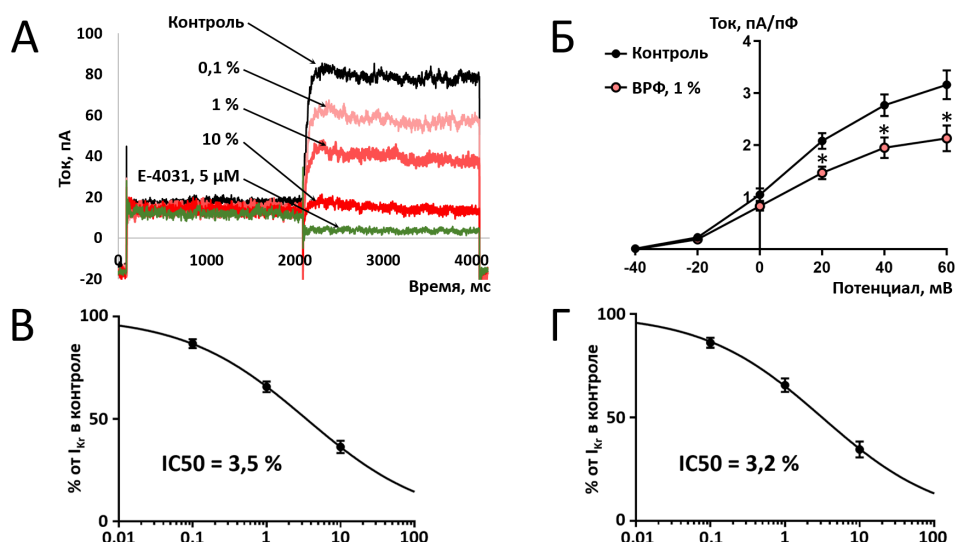 А
Контроль
0,1 %
1 %
10 %
E-4031, 5 μM
Ток, пА
100
80
60
40
20
0
-20
0
1000
2000
3000
4000
Время, мс
Б
Ток, пА/пФ
Контроль
ВРФ, 1 %
3
2
1
*
*
*
-40
-20
0
20
40
60
Потенциал, мВ
В
% от IKr в контроле
100
50
0
IC50 = 3,5 %
0.01
0.1
1
10
100
Г
% от IKr в контроле
100
50
0
IC50 = 3,2 %
0.01
0.1
1
10
100